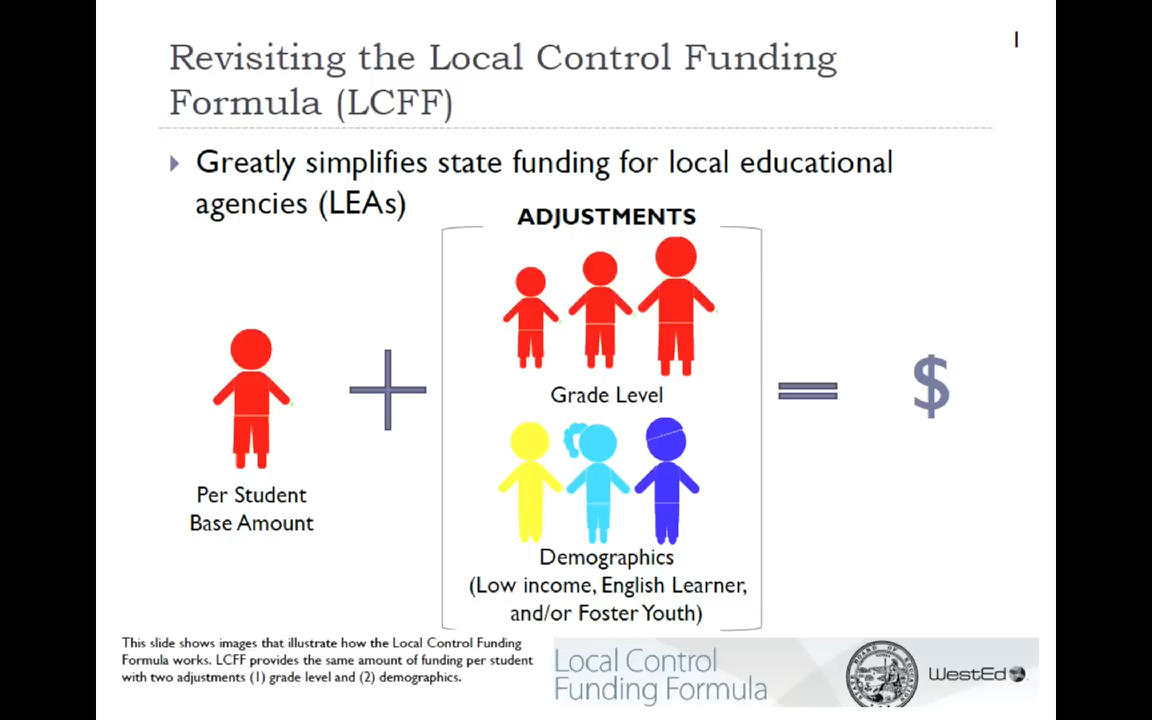 1
Revisiting the Local Control Funding
Formula (LCFF)
Greatly simplifies state funding for local educational
agencies (LEAs)
ADJUSTMENTS
Grade Level
$
Per Student
Base Amount
Demographics
(Low income, English Learner,
and/or Foster Youth)
This slide shows images that illustrate how the Local Control Funding
Formula works. LCFF provides the same amount of funding per student
with two adjustments (1) grade level and (2) demographics.
Local Control
Funding Formula
WestEd